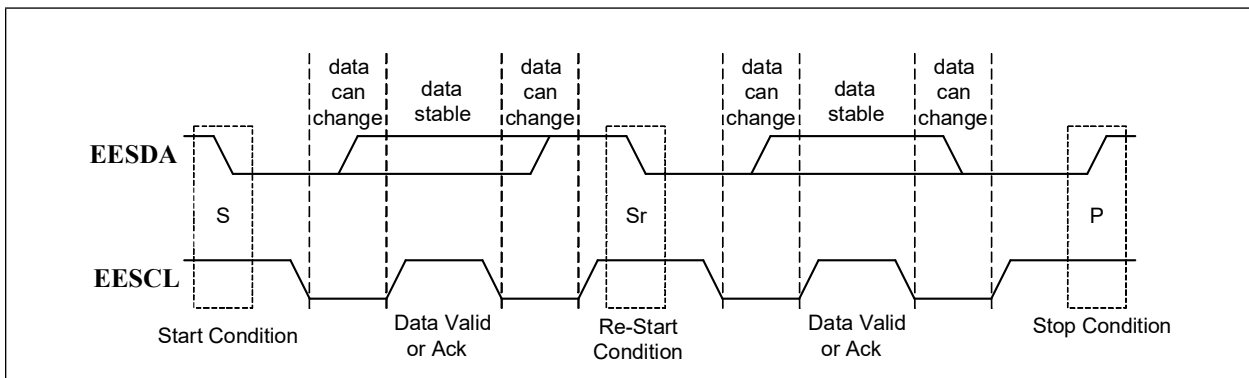 data
can
change
data
stable
data
can
change
data
can
change
data
stable
data
can
change
EESDA
S
Sr
P
EESCL
Start Condition
Data Valid
or Ack
Re-Start
Condition
Data Valid
or Ack
Stop Condition